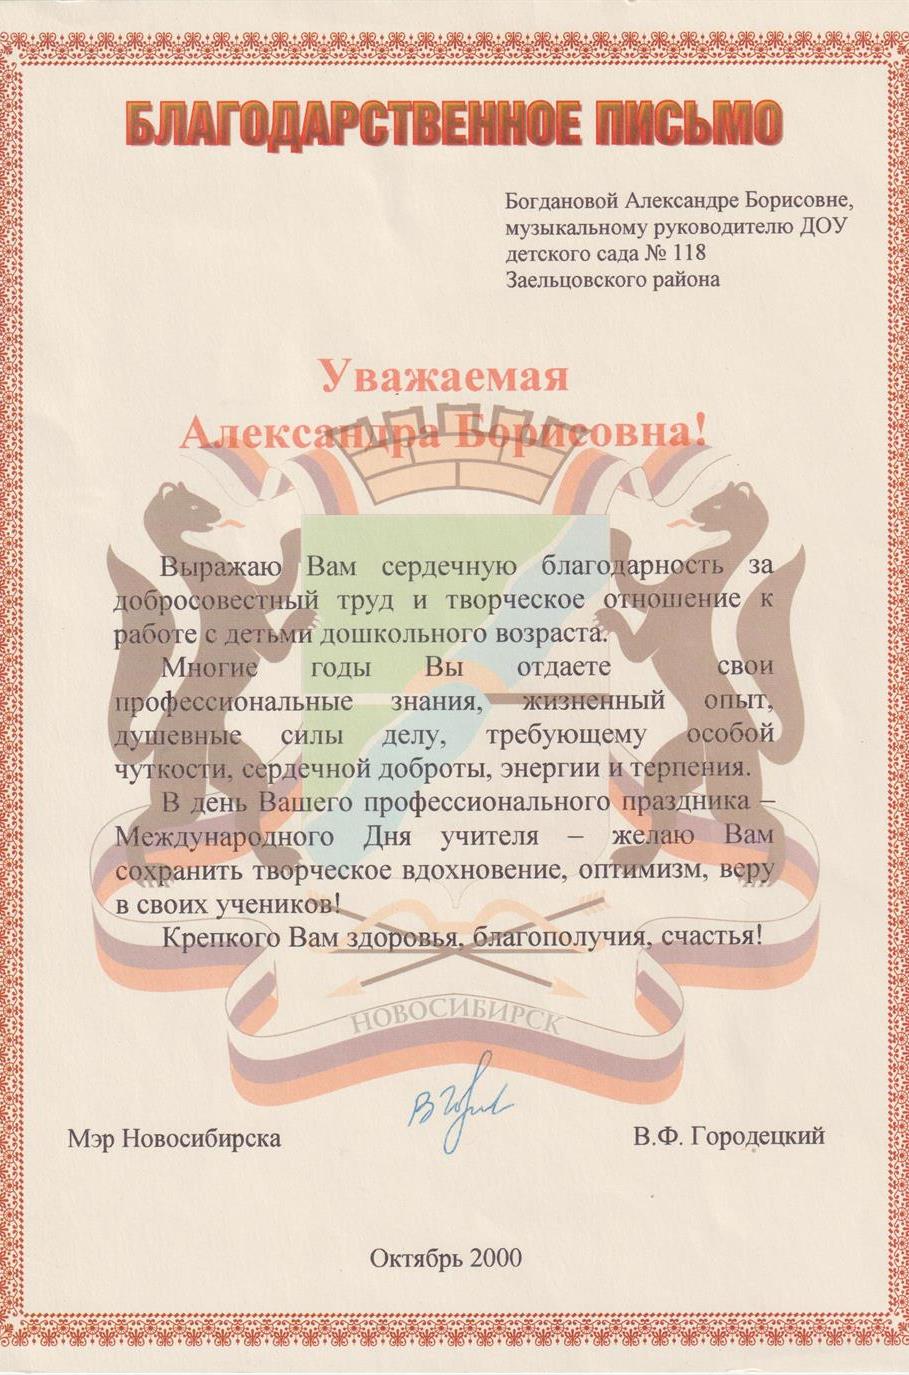 БЛАГОДАРСТВЕННОЕ ПИСЬМО
Богдановой Александре Борисовне,
музыкальному руководителю ДОУ
детского сада № 118
Заельцовского района
Уважаемая
Александра Борисовна!
Выражаю Вам сердечную благодарность за
добросовестный труд и творческое отношение к
работе с детьми дошкольного возраста.
Многие годы Вы отдаете свои
профессиональные знания, жизненный опыт,
душевные силы делу, требующему особой
чуткости, сердечной доброты, энергии и терпения.
В день Вашего профессионального праздника –
Международного Дня учителя – желаю Вам
сохранить творческое вдохновение, оптимизм, веру
в своих учеников!
Крепкого Вам здоровья, благополучия, счастья!
НОВОСИБИРСК
Мэр Новосибирска
В.Ф. Городецкий
Октябрь 2000